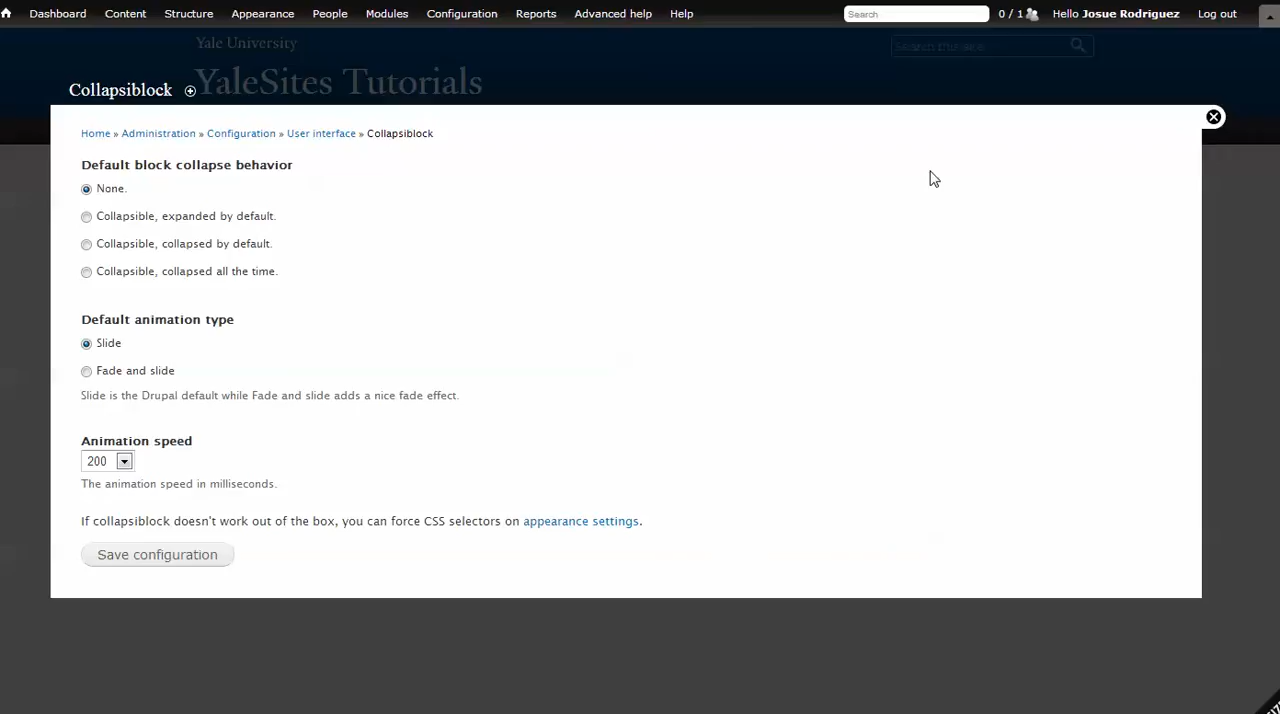 Dashboard Content Structure Appearance People Modules Configuration Reports Advanced help Help Search 0 / 1 Hello Josue Rodriguez Log out
Yale University
Search this site
YaleSites Tutorials
Collapsiblock
Home » Administration » Configuration » User interface » Collapsiblock
Default block collapse behavior
None.
Collapsible, expanded by default.
Collapsible, collapsed by default.
Collapsible, collapsed all the time.
Default animation type
Slide
Fade and slide
Slide is the Drupal default while Fade and slide adds a nice fade effect.
Animation speed
200
The animation speed in milliseconds.
If collapsiblock doesn't work out of the box, you can force CSS selectors on appearance settings.
Save configuration